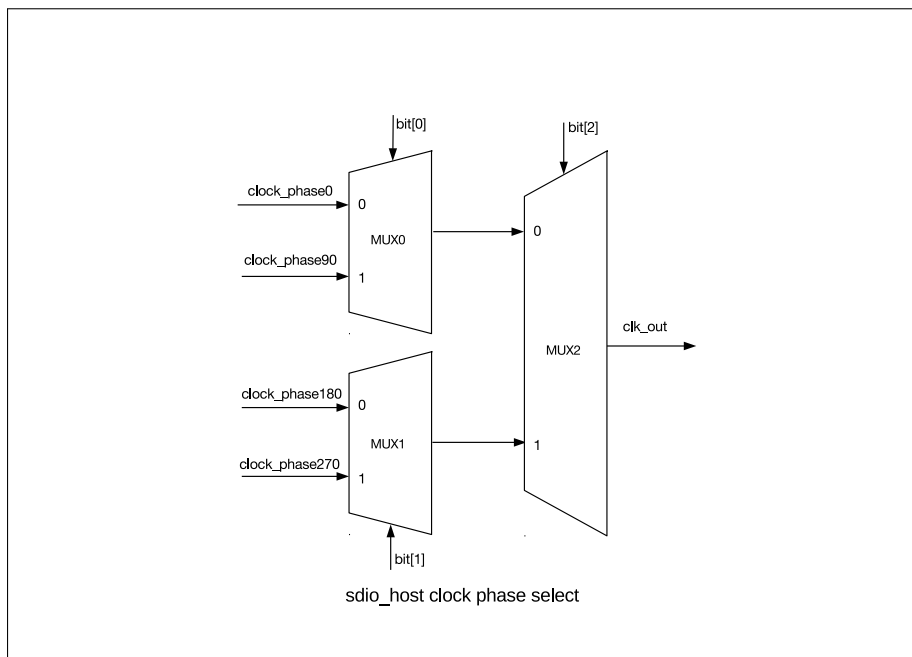 bit[0]
bit[2]
clock_phase0
0
MUX0
clock_phase90
1
0
clk_out
MUX2
clock_phase180
0
MUX1
clock_phase270
1
1
bit[1]
sdio_host clock phase select